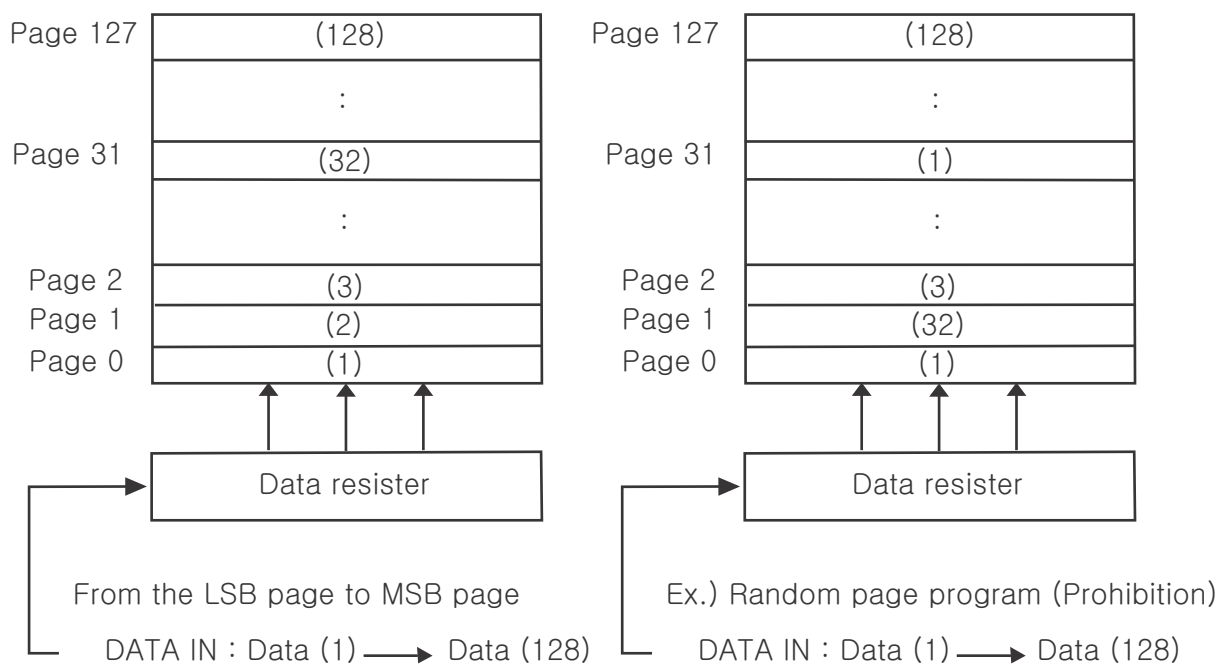 Page 127
(128)
:
Page 31
(32)
:
Page 2
(3)
Page 1
(2)
Page 0
(1)
Data resister
From the LSB page to MSB page
DATA IN : Data (1) Data (128)
Page 127
(128)
:
Page 31
(1)
:
Page 2
(3)
Page 1
(32)
Page 0
(1)
Data resister
Ex.) Random page program (Prohibition)
DATA IN : Data (1) Data (128)